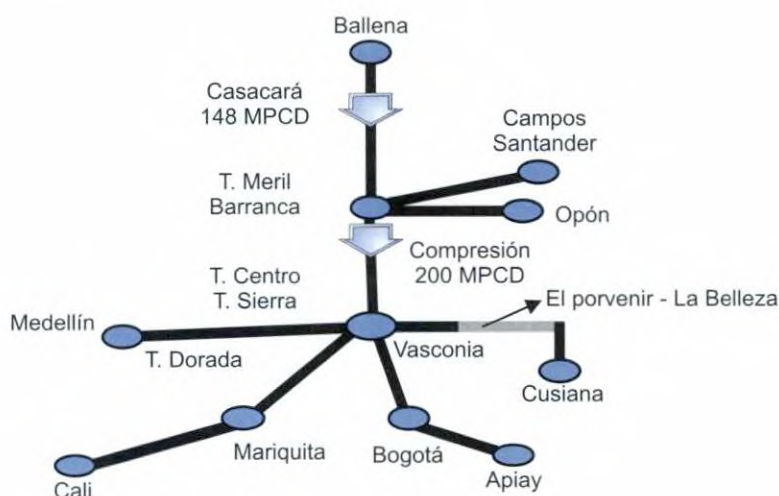 Ballena
Casacará
148 MPCD
Campos
Santander
T. Meril
Barranca
Opón
Compresión
200 MPCD
T. Centro
T. Sierra
El porvenir - La Belleza
Medellín
T. Dorada
Vasconia
Cusiana
Mariquita
Bogotá
Cali
Apiay